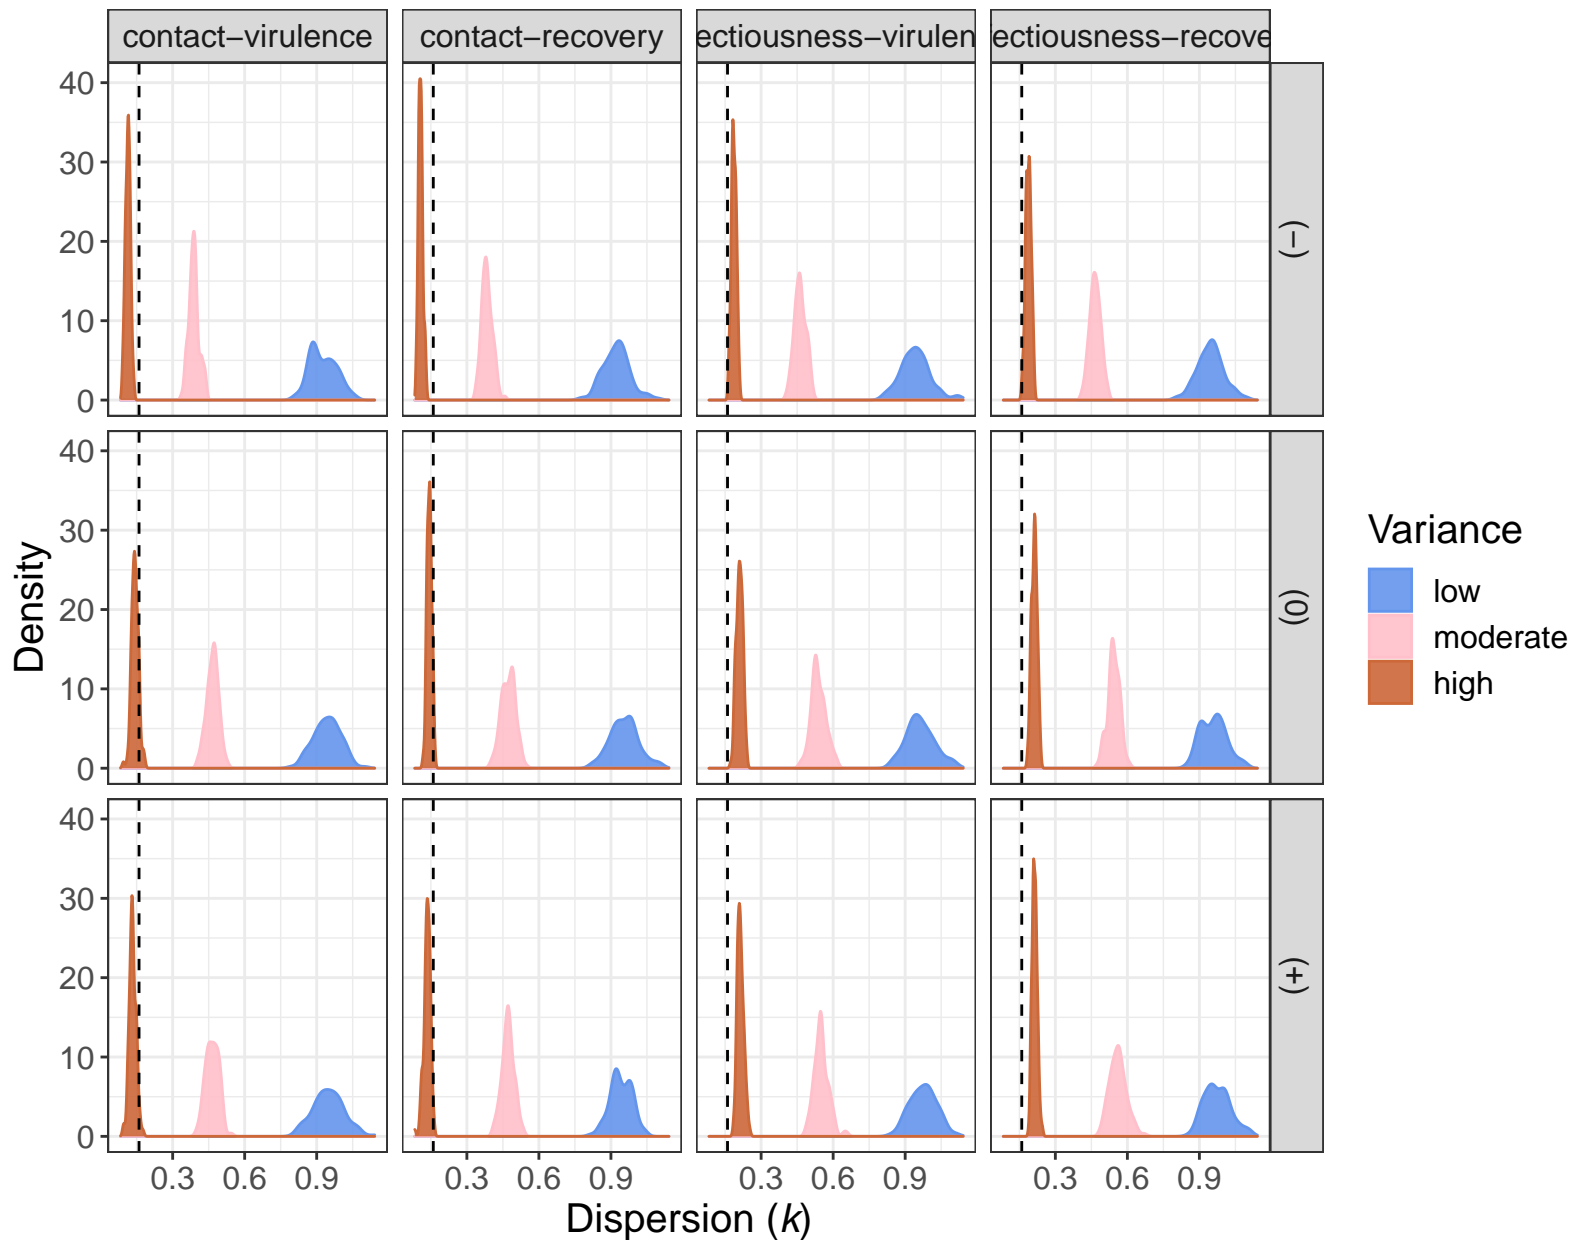 contact−virulence contact−recovery ectiousness−virulen ectiousness−recove
40
30
20
10
0
(−)
40
30
20
10
0
(0)
40
30
20
10
0
(+)
0.3 0.6 0.9 0.3 0.6 0.9 0.3 0.6 0.9 0.3 0.6 0.9
Density
Dispersion (k)
Variance
low
moderate
high